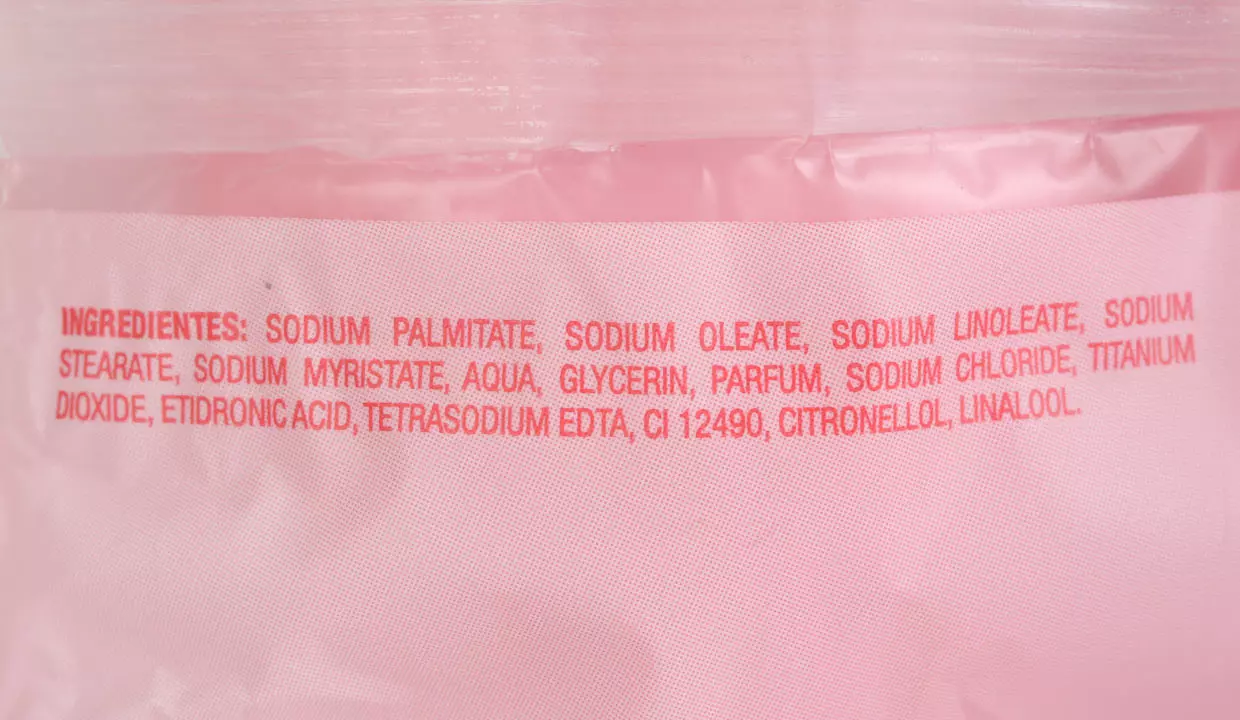 INGREDIENTES: SODIUM PALMITATE, SODIUM OLEATE, SODIUM LINOLEATE, SODIUM
STEARATE, SODIUM MYRISTATE, AQUA, GLYCERIN, PARFUM, SODIUM CHLORIDE, TITANIUM
DIOXIDE, ETIDRONIC ACID, TETRASODIUM EDTA, CI 12490, CITRONELLOL, LINALOOL.